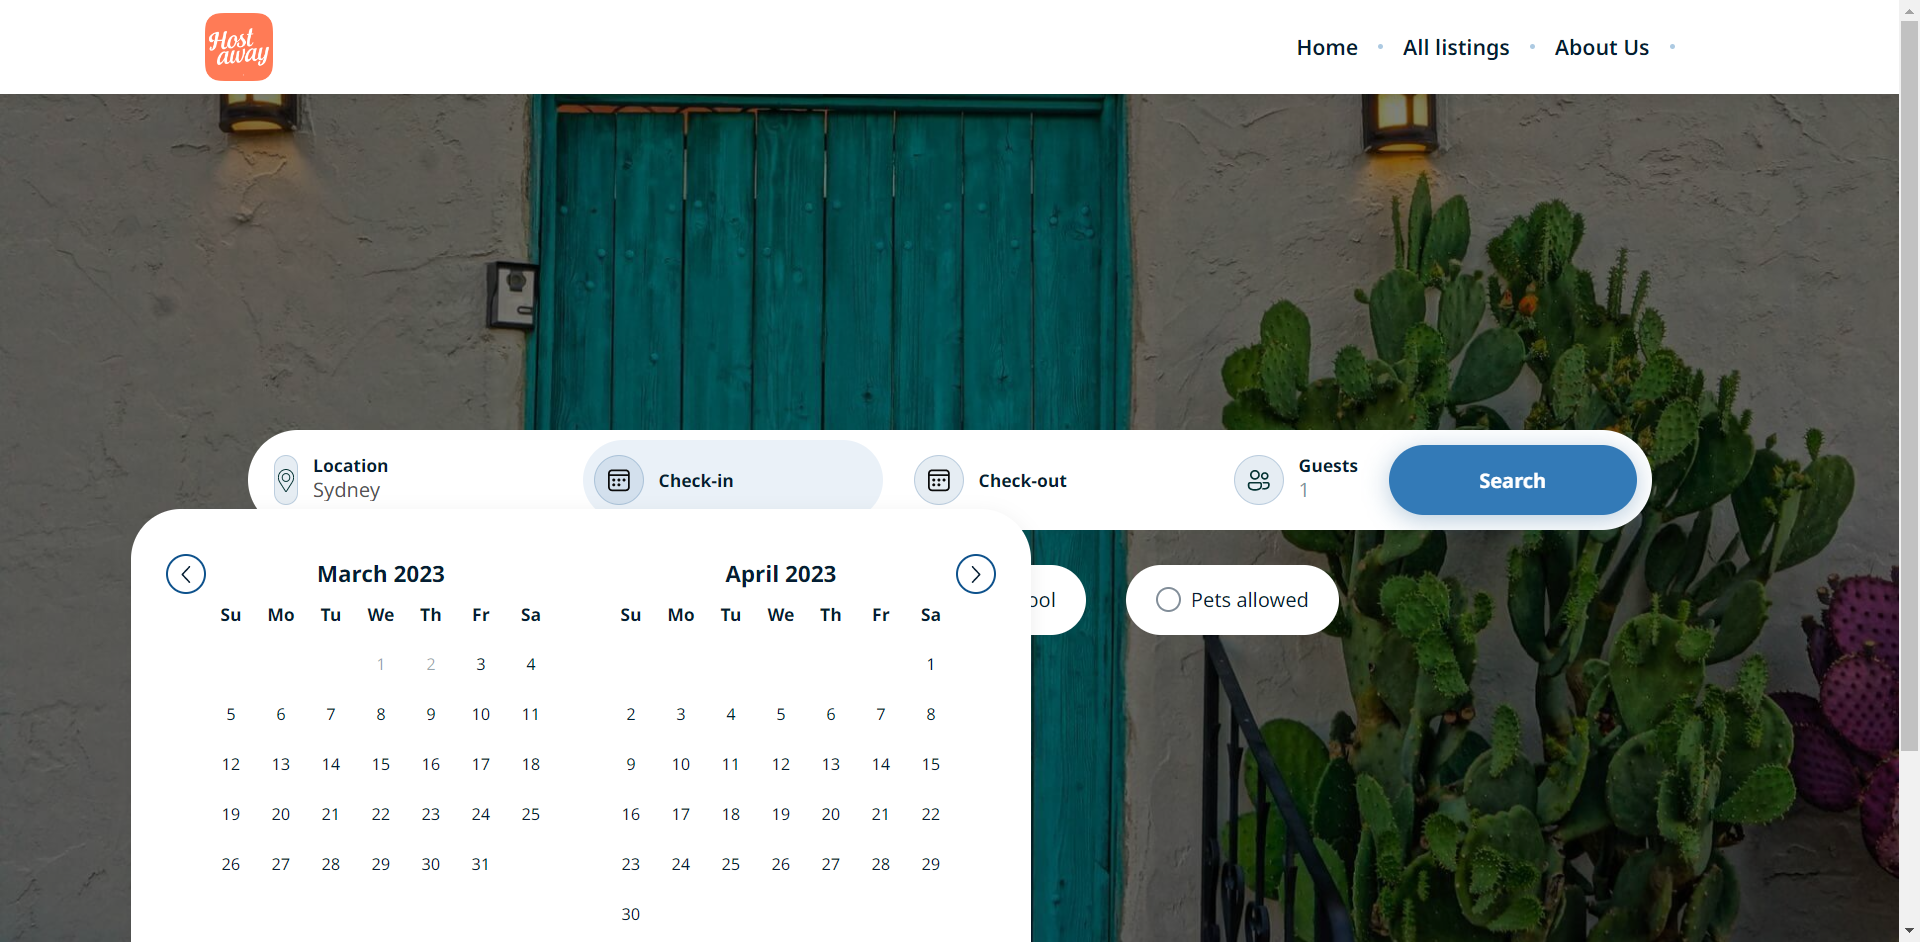 Host
away
Home
All listings
About Us
Location
Sydney
Check-in
Check-out
Guests
1
Search
March 2023
Su Mo Tu We Th Fr Sa
1 2 3 4
5 6 7 8 9 10 11
12 13 14 15 16 17 18
19 20 21 22 23 24 25
26 27 28 29 30 31
April 2023
Su Mo Tu We Th Fr Sa
1
2 3 4 5 6 7 8
9 10 11 12 13 14 15
16 17 18 19 20 21 22
23 24 25 26 27 28 29
30
ool
Pets allowed